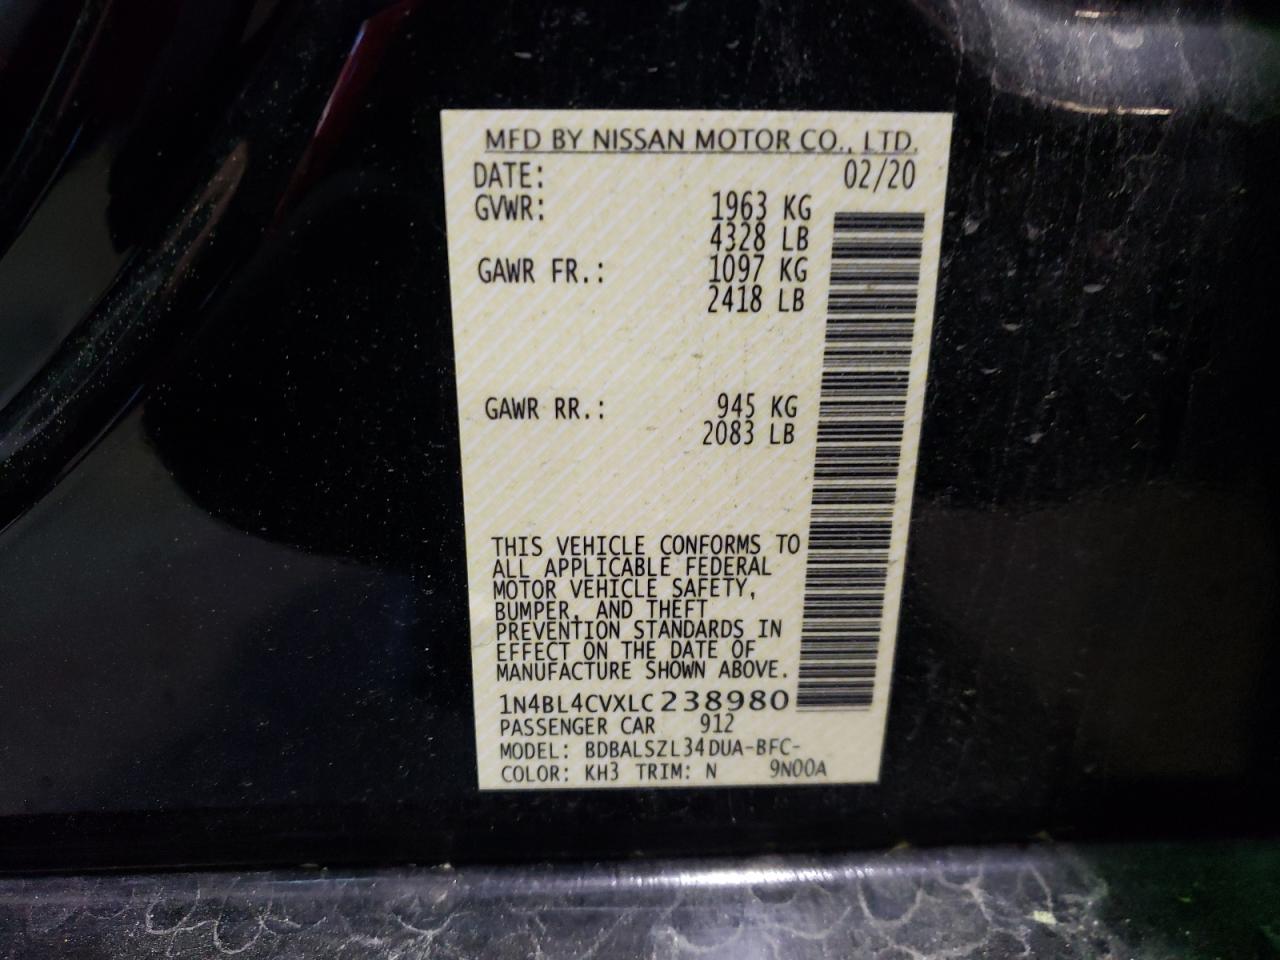 MFD BY NISSAN MOTOR CO., LTD.
DATE: 02/20
GVWR: 1963 KG
4328 LB
GAWR FR.: 1097 KG
2418 LB
GAWR RR.: 945 KG
2083 LB
THIS VEHICLE CONFORMS TO
ALL APPLICABLE FEDERAL
MOTOR VEHICLE SAFETY,
BUMPER, AND THEFT
PREVENTION STANDARDS IN
EFFECT ON THE DATE OF
MANUFACTURE SHOWN ABOVE.
1N4BL4CVXLC238980
PASSENGER CAR 912
MODEL: BDBALSZL34DUA-BFC-
COLOR: KH3 TRIM: N 9N00A